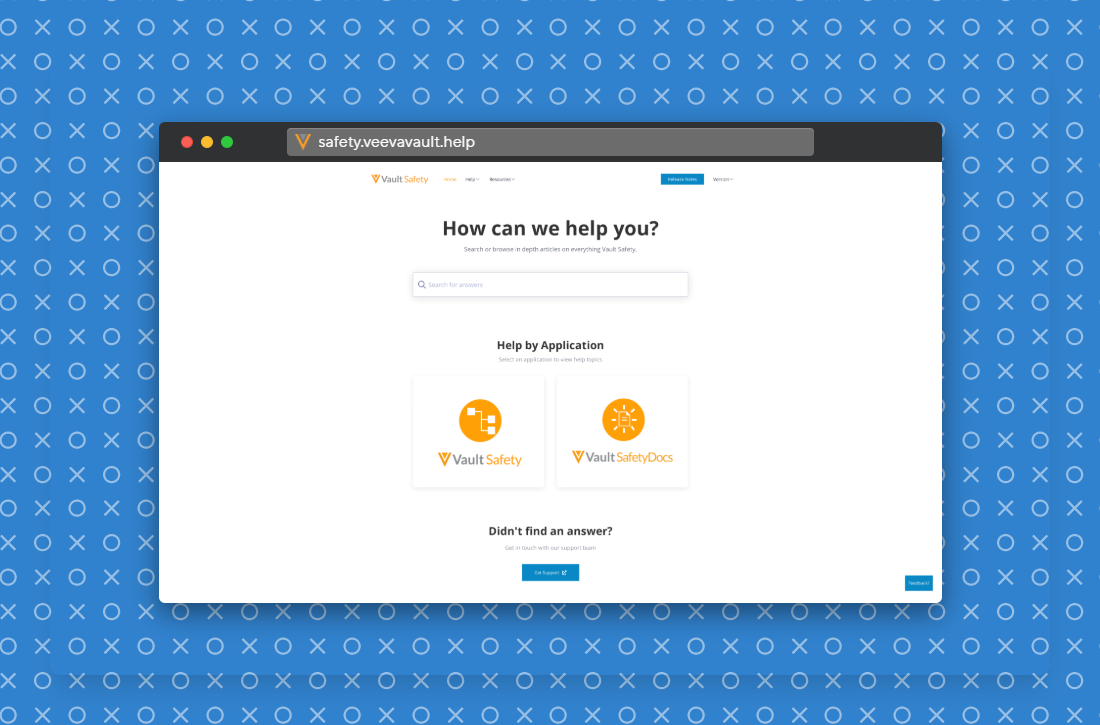 safety.veevavault.help
Vault Safety Home Help Resources Release Notes Version
How can we help you?
Search or browse in depth articles on everything Vault Safety.
Search for answers
Help by Application
Select an application to view help topics
Vault Safety Vault SafetyDocs
Didn't find an answer?
Get in touch with our support team
Get Support
Feedback?